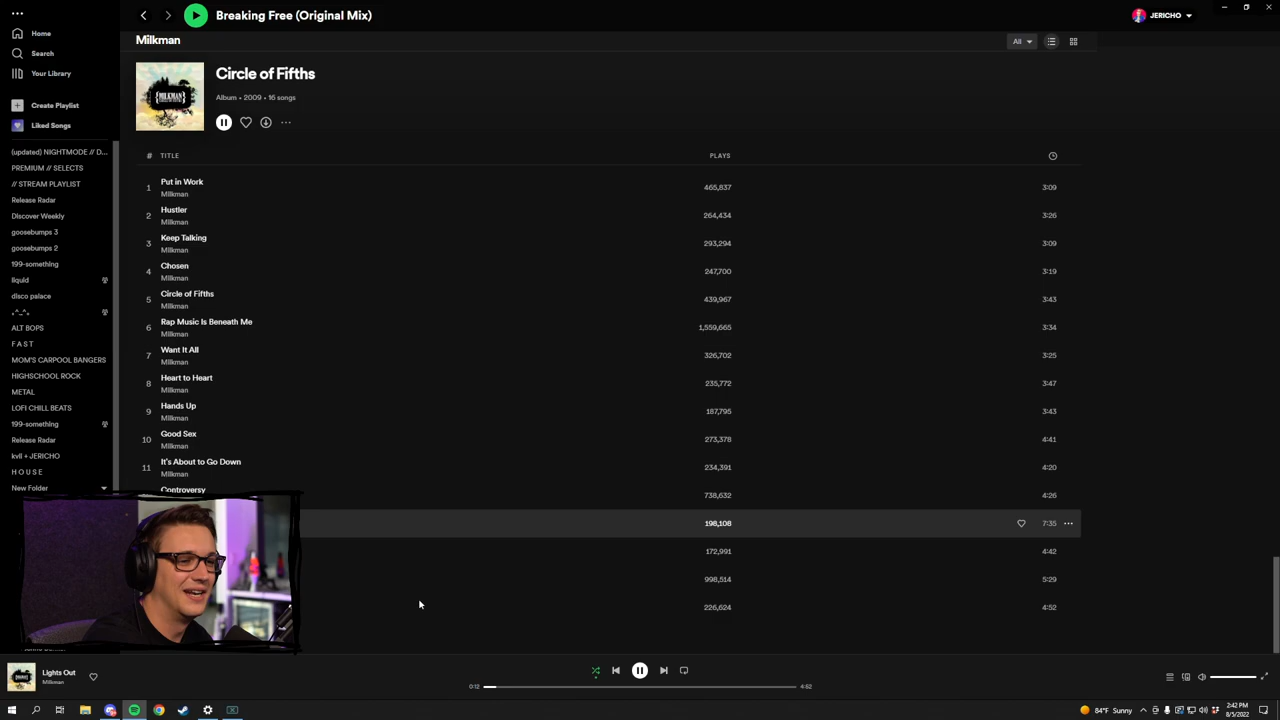 Breaking Free (Original Mix)
JERICHO
Home
Search
Your Library
Create Playlist
Liked Songs
(updated) NIGHTMODE // D...
PREMIUM // SELECTS
// STREAM PLAYLIST
Release Radar
Discover Weekly
goosebumps 3
goosebumps 2
199-something
liquid
disco palace
ALT BOPS
F A S T
MOM'S CARPOOL BANGERS
HIGHSCHOOL ROCK
METAL
LOFI CHILL BEATS
199-something
Release Radar
kvll + JERICHO
H O U S E
New Folder
Milkman
All
MILKMAN
Circle of Fifths
Album • 2009 • 16 songs
# TITLE PLAYS
1 Put in Work 465,837 3:09
Milkman
2 Hustler 264,434 3:26
Milkman
3 Keep Talking 293,294 3:09
Milkman
4 Chosen 247,700 3:19
Milkman
5 Circle of Fifths 439,967 3:43
Milkman
6 Rap Music Is Beneath Me 1,559,665 3:34
Milkman
7 Want It All 326,702 3:25
Milkman
8 Heart to Heart 235,772 3:47
Milkman
9 Hands Up 187,795 3:43
Milkman
10 Good Sex 273,378 4:41
Milkman
11 It's About to Go Down 234,391 4:20
Milkman
Controversy 738,632 4:26
198,108 7:35
172,991 4:42
998,514 5:29
226,624 4:52
Lights Out
Milkman
0:12 4:52
84°F Sunny
2:42 PM
8/5/2022